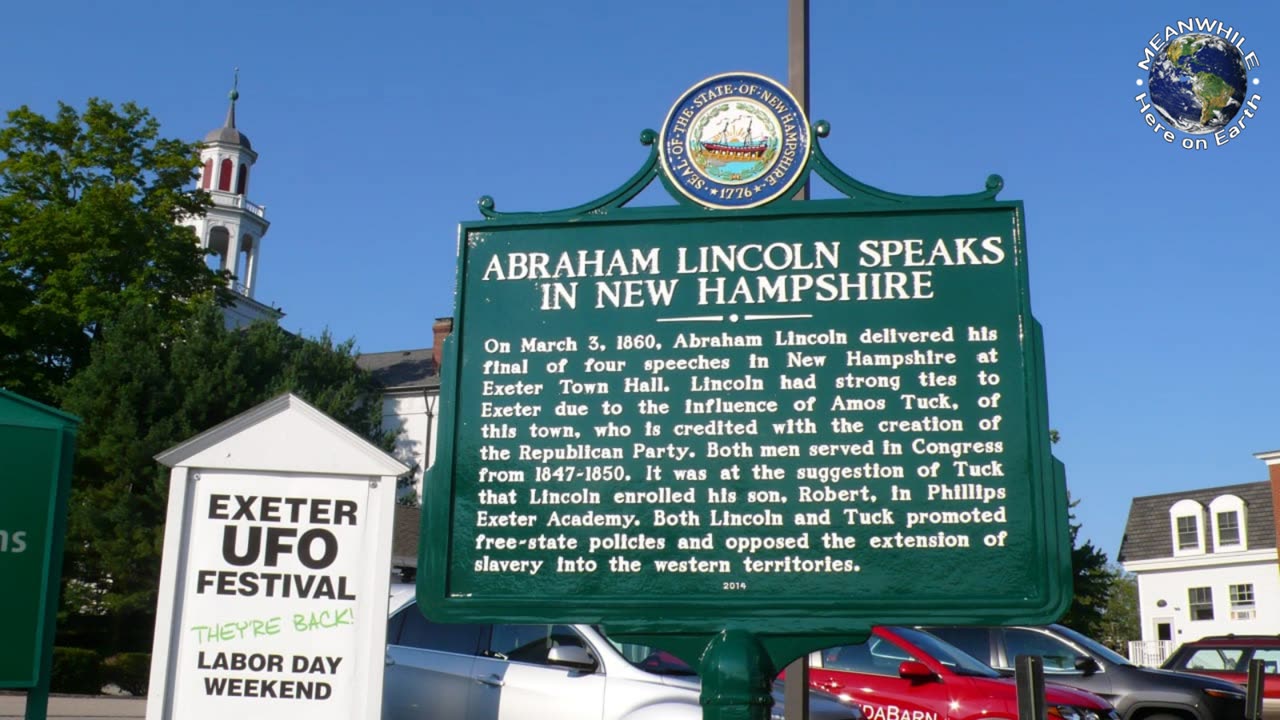 MEANWHILE
Here on Earth
SEAL·OF·THE·STATE·OF·NEW HAMPSHIRE
★1776★
ABRAHAM LINCOLN SPEAKS
IN NEW HAMPSHIRE
On March 3, 1860, Abraham Lincoln delivered his
final of four speeches in New Hampshire at
Exeter Town Hall. Lincoln had strong ties to
Exeter due to the influence of Amos Tuck, of
this town, who is credited with the creation of
the Republican Party. Both men served in Congress
from 1847-1850. It was at the suggestion of Tuck
that Lincoln enrolled his son, Robert, in Phillips
Exeter Academy. Both Lincoln and Tuck promoted
free-state policies and opposed the extension of
slavery into the western territories.
2014
EXETER
UFO
FESTIVAL
THEY'RE BACK!
LABOR DAY
WEEKEND